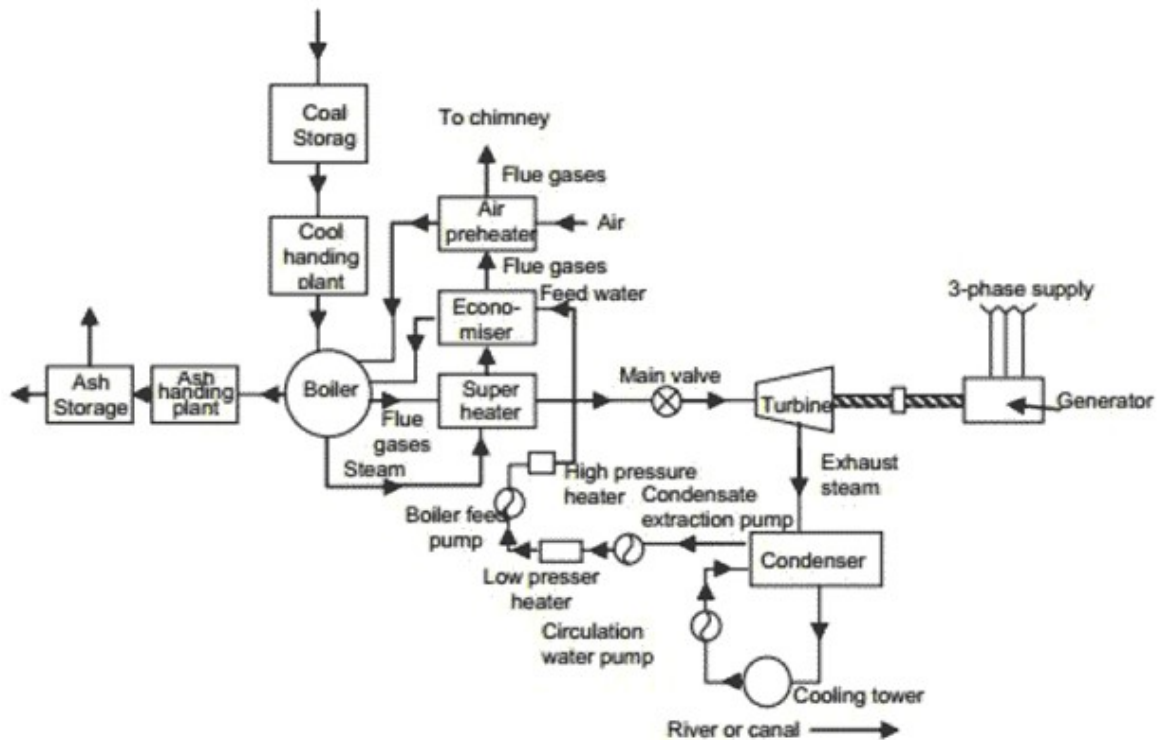 Coal
Storag
To chimney
Flue gases
Cool
handing
plant
Air
preheater
Air
Flue gases
Feed water
Econo-
miser
3-phase supply
Ash
Storage
Ash
handing
plant
Boiler
Super
heater
Main valve
Turbine
Generator
Flue
gases
Steam
High pressure
heater
Exhaust
steam
Boiler feed
pump
Condensate
extraction pump
Low presser
heater
Condenser
Circulation
water pump
Cooling tower
River or canal